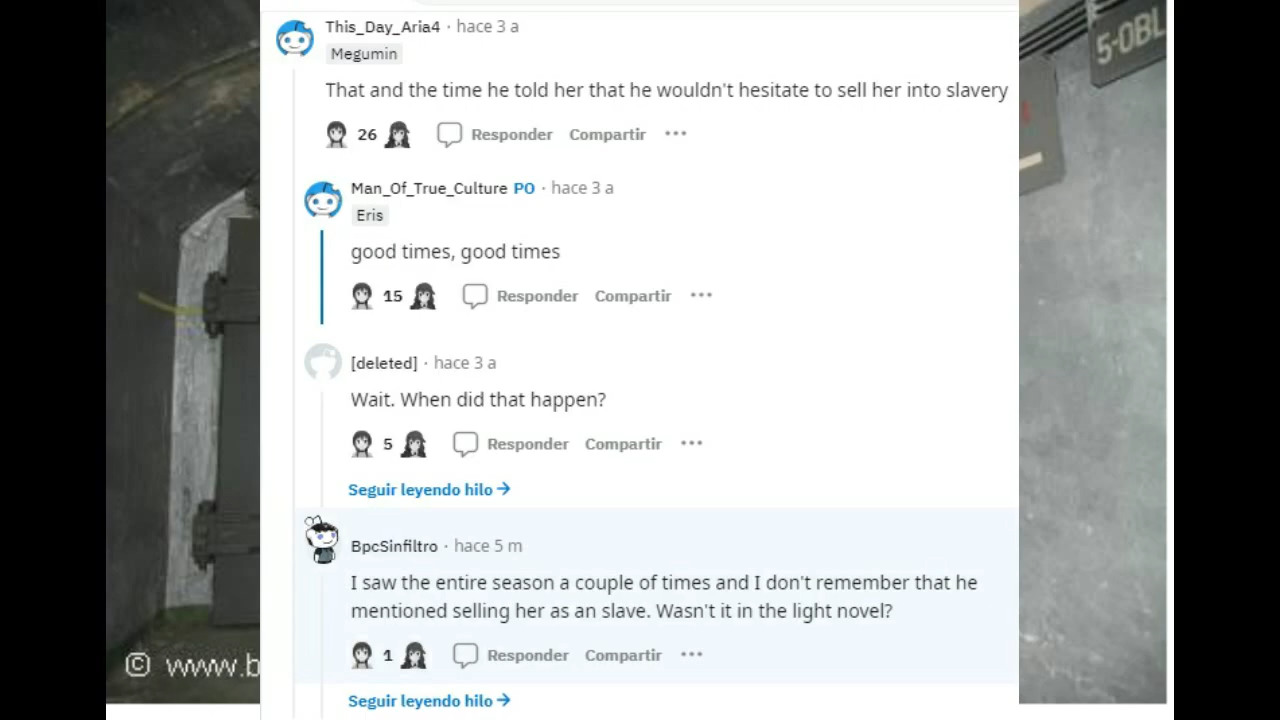 This_Day_Aria4 · hace 3 a
Megumin
That and the time he told her that he wouldn't hesitate to sell her into slavery
26 Responder Compartir ···
Man_Of_True_Culture PO · hace 3 a
Eris
good times, good times
15 Responder Compartir ···
[deleted] · hace 3 a
Wait. When did that happen?
5 Responder Compartir ···
Seguir leyendo hilo →
BpcSinfiltro · hace 5 m
I saw the entire season a couple of times and I don't remember that he
mentioned selling her as an slave. Wasn't it in the light novel?
1 Responder Compartir ···
Seguir leyendo hilo →
5-OBL
© www.b